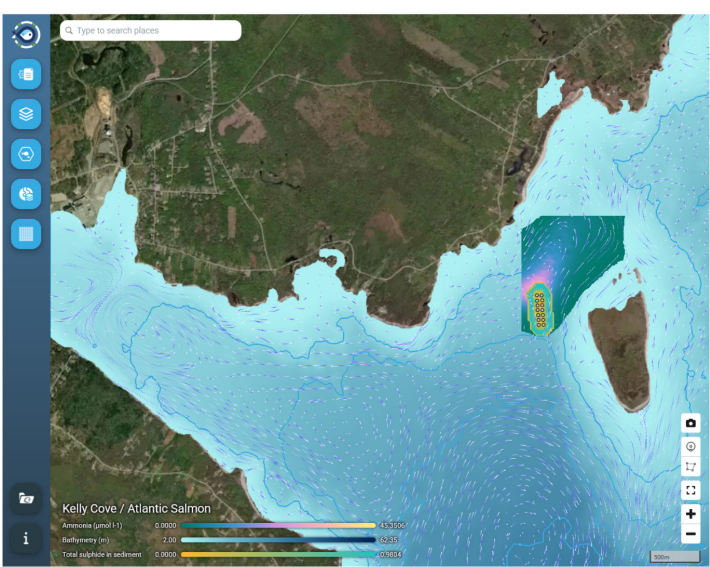 Type to search places
Kelly Cove / Atlantic Salmon
Ammonia (µmol l-1) 0.0000 45.3506
Bathymetry (m) 2.00 62.35
Total sulphide in sediment 0.0000 0.9804
500m
i